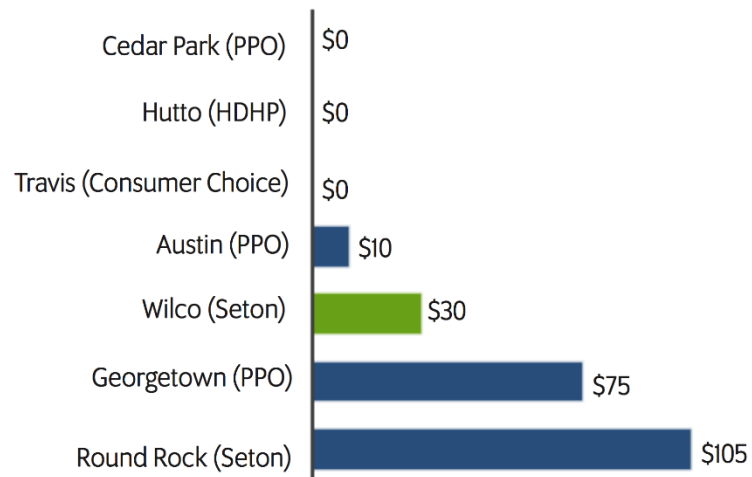 Cedar Park (PPO) $0
Hutto (HDHP) $0
Travis (Consumer Choice) $0
Austin (PPO) $10
Wilco (Seton) $30
Georgetown (PPO) $75
Round Rock (Seton) $105